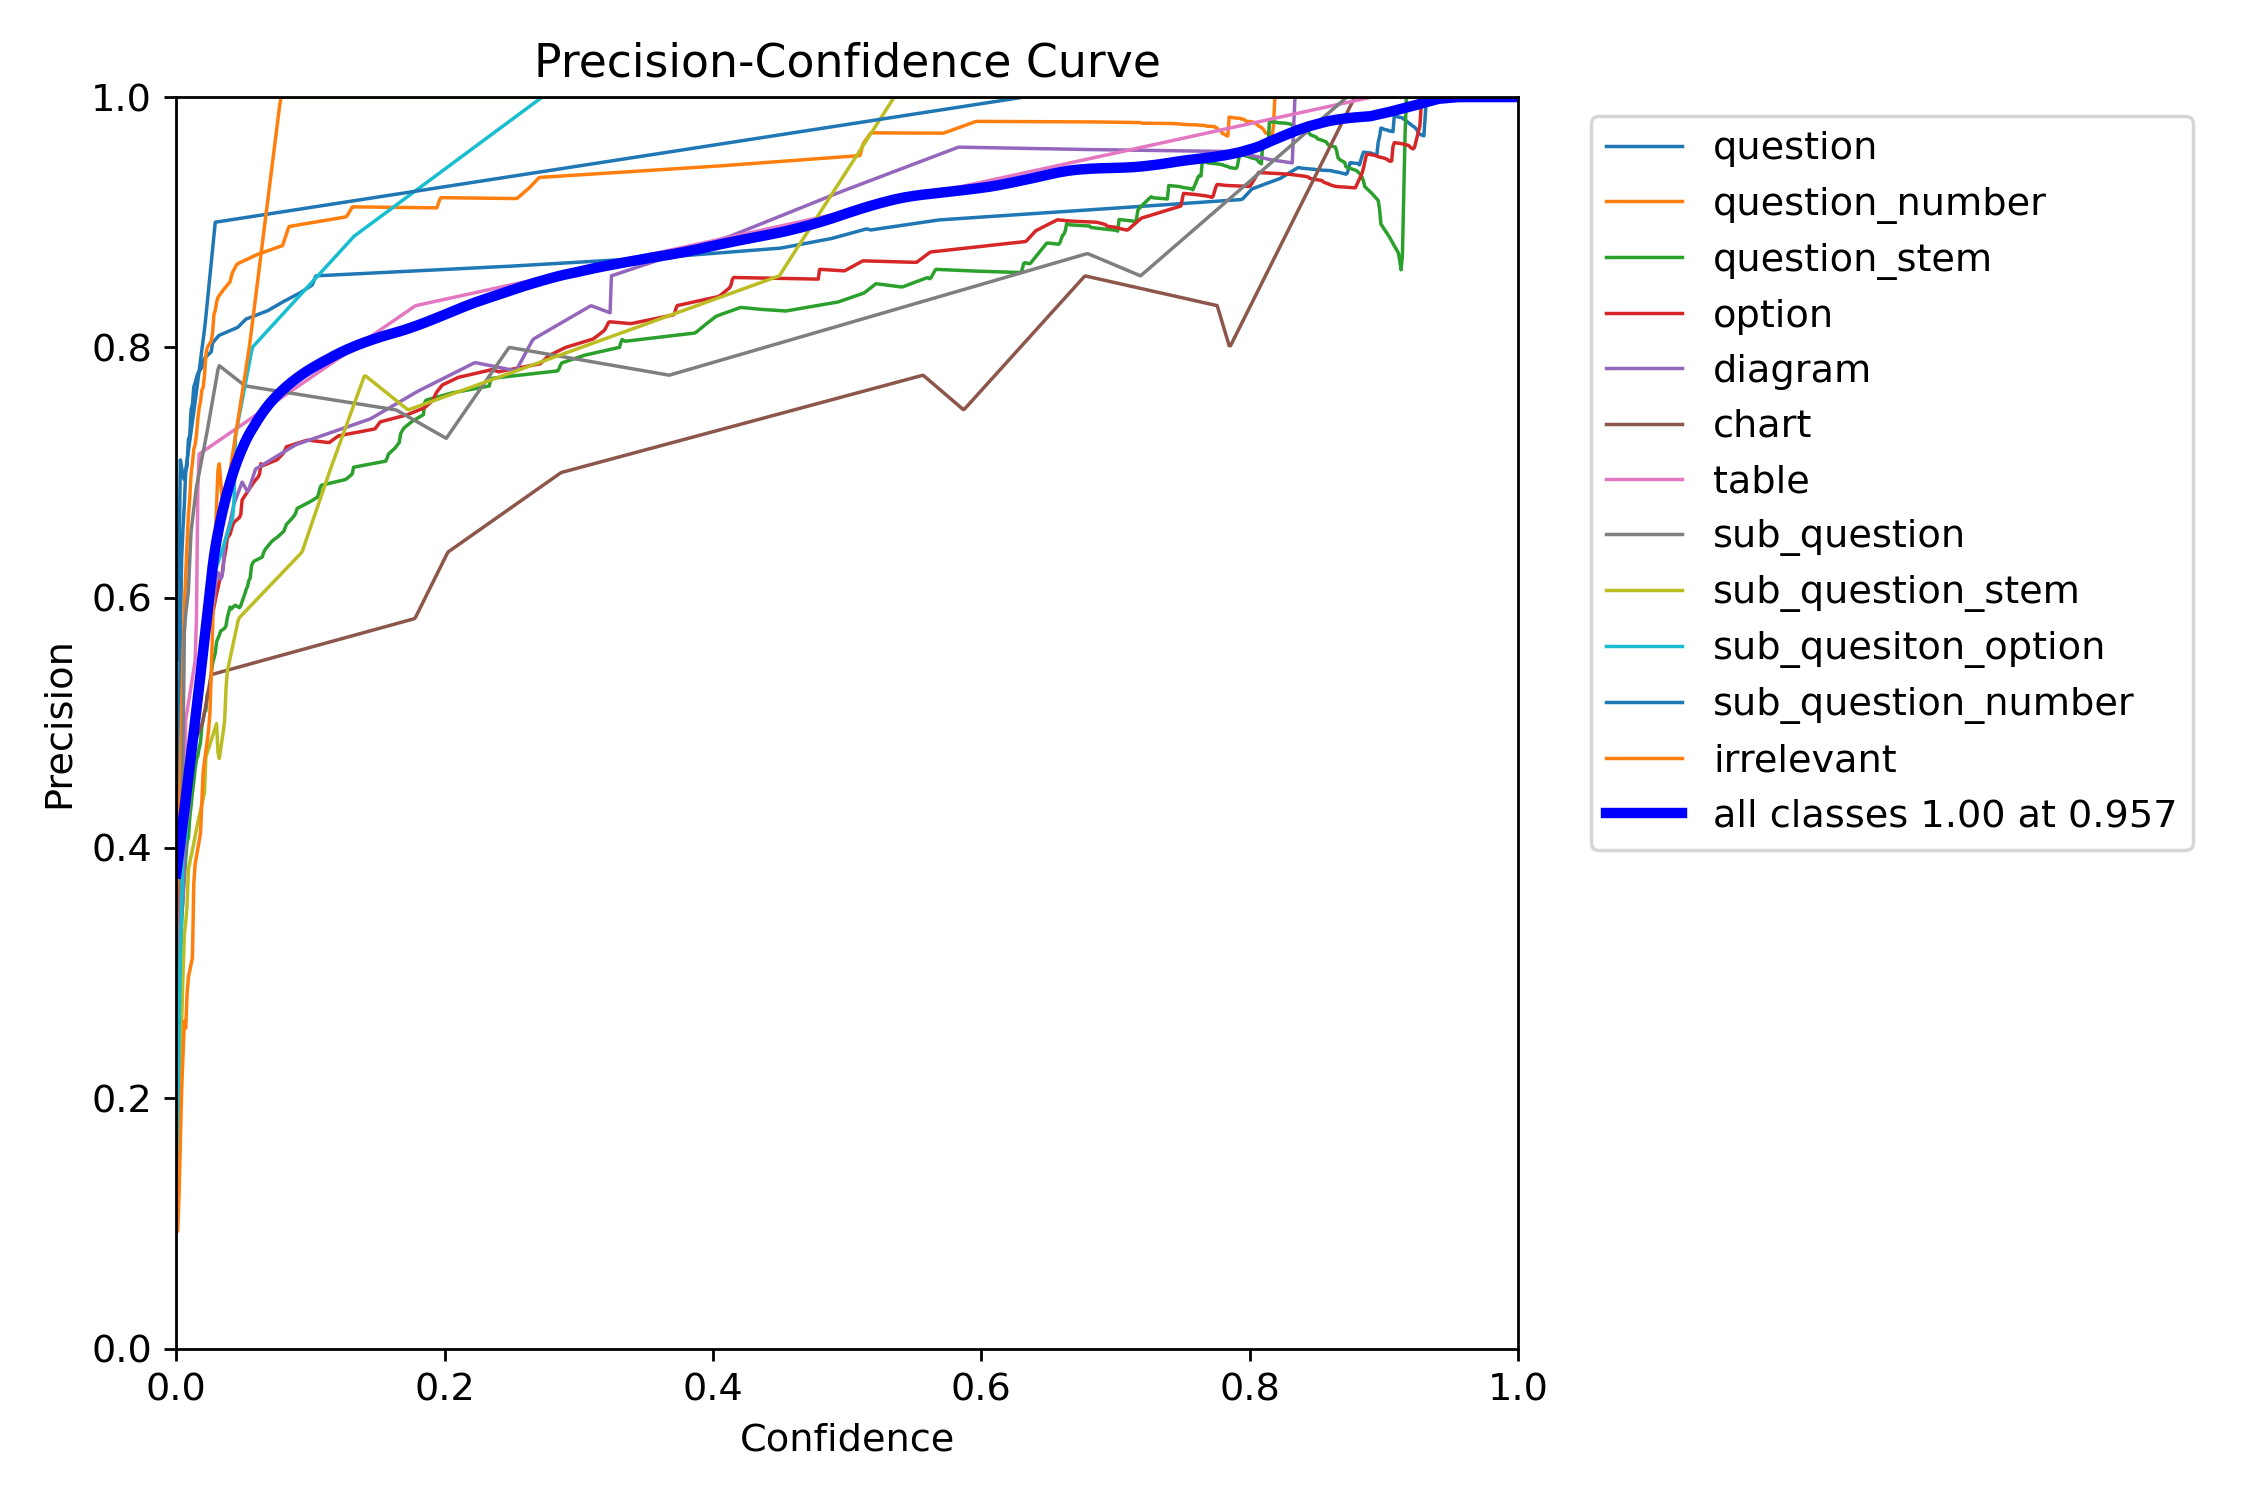 Precision-Confidence Curve
1.0
0.8
0.6
0.4
0.2
0.0
Precision
0.0 0.2 0.4 0.6 0.8 1.0
Confidence
question
question_number
question_stem
option
diagram
chart
table
sub_question
sub_question_stem
sub_quesiton_option
sub_question_number
irrelevant
all classes 1.00 at 0.957